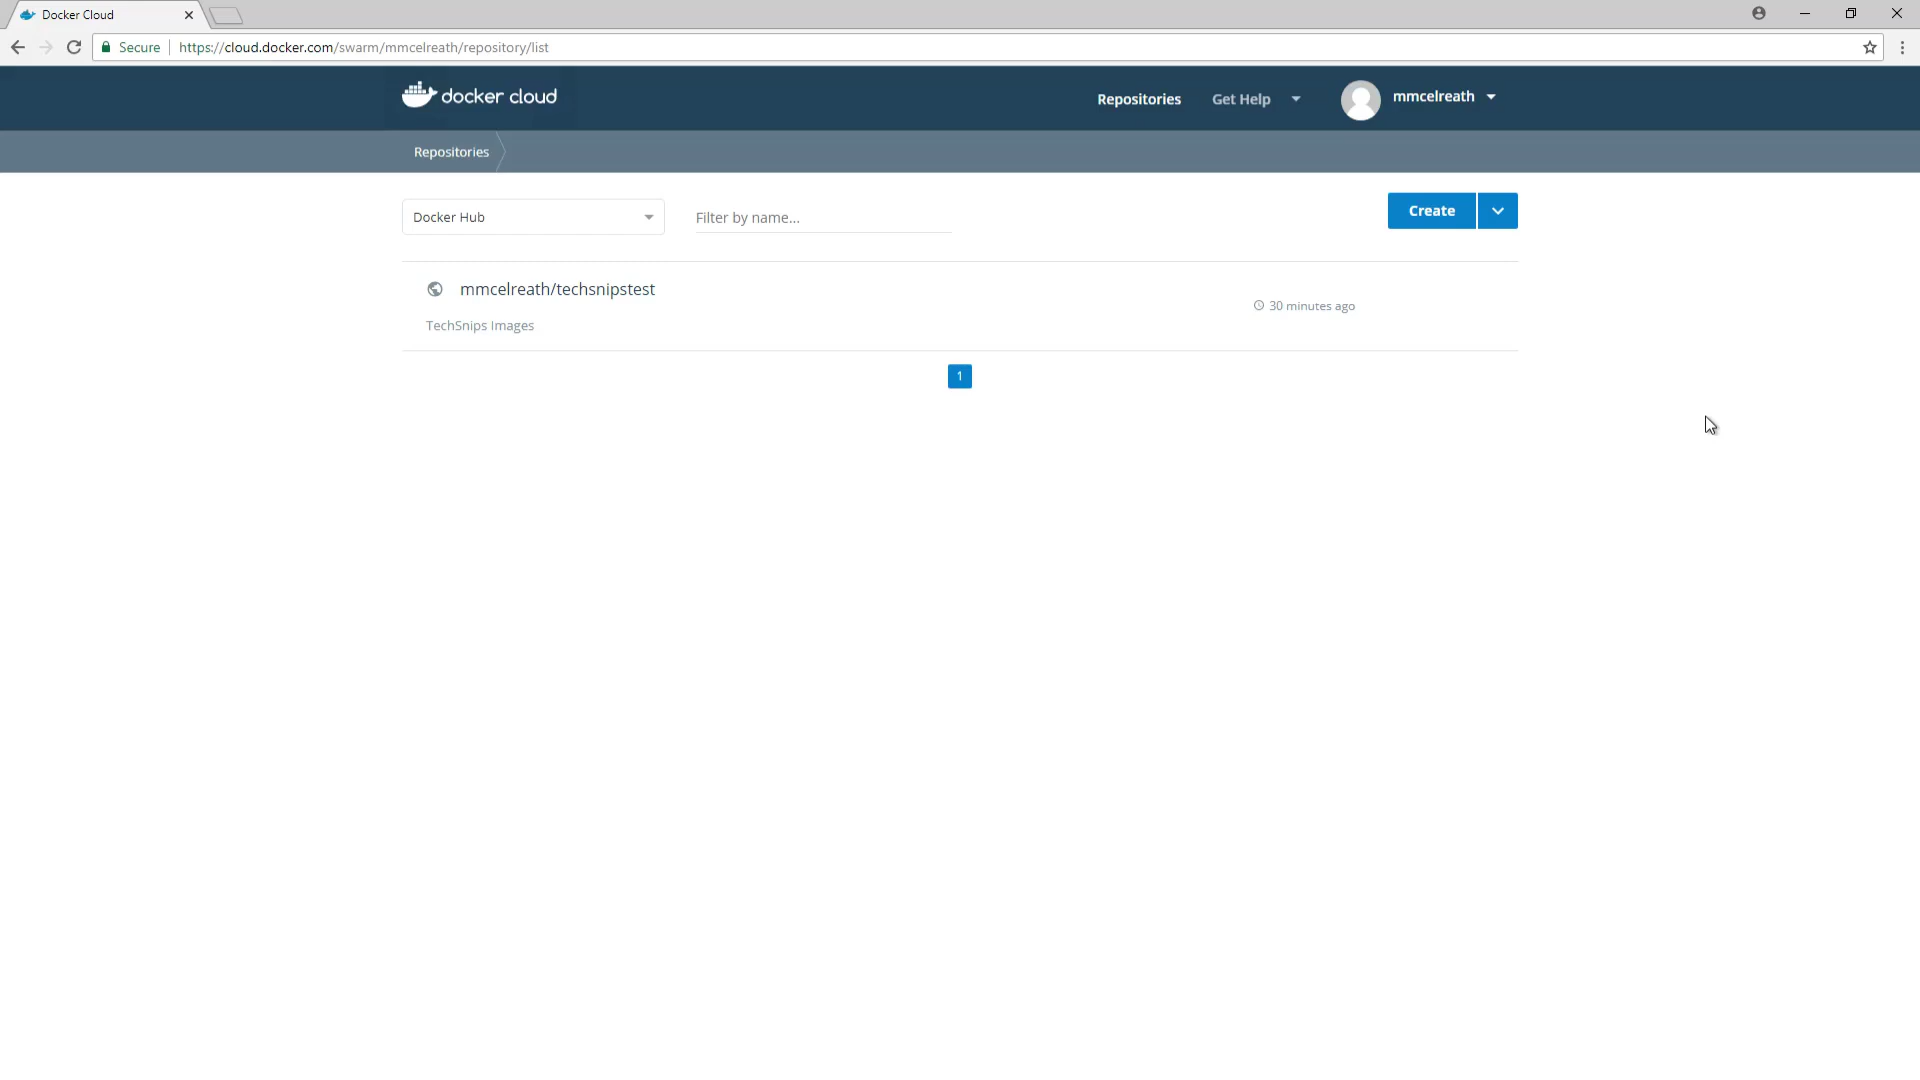 Docker Cloud
Secure https://cloud.docker.com/swarm/mmcelreath/repository/list
docker cloud
Repositories
Get Help
mmcelreath
Repositories
Docker Hub
Filter by name...
Create
mmcelreath/techsnipstest
30 minutes ago
TechSnips Images
1